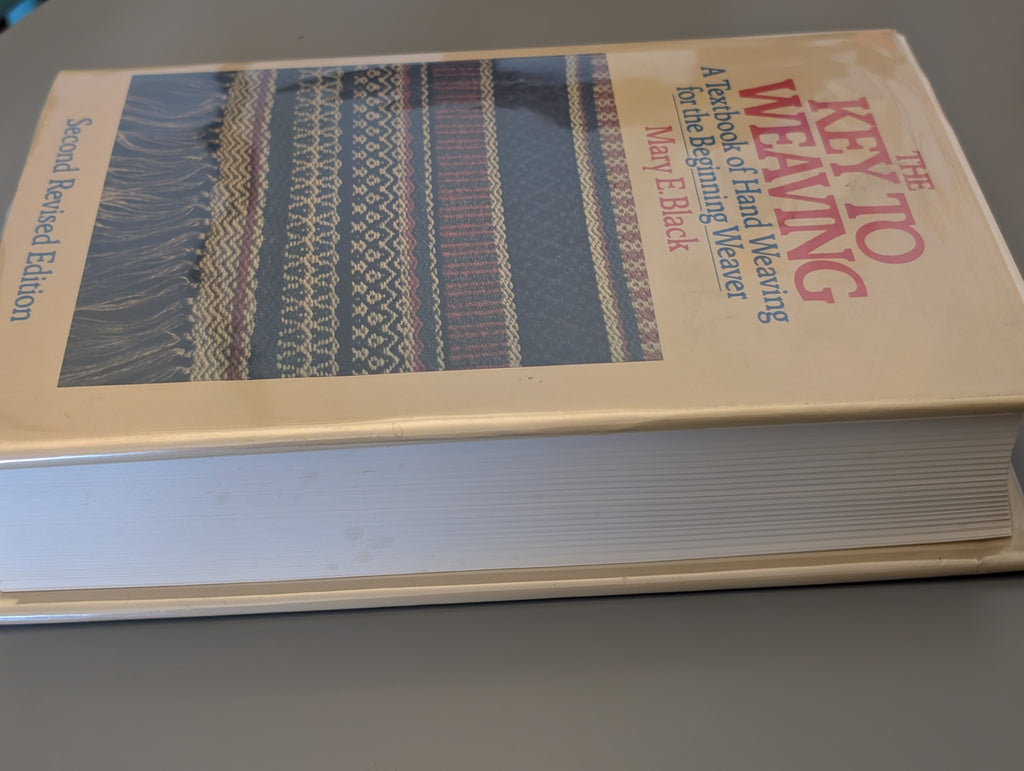 THE
KEY TO
WEAVING
A Textbook of Hand Weaving
for the Beginning Weaver
Mary E. Black
Second Revised Edition